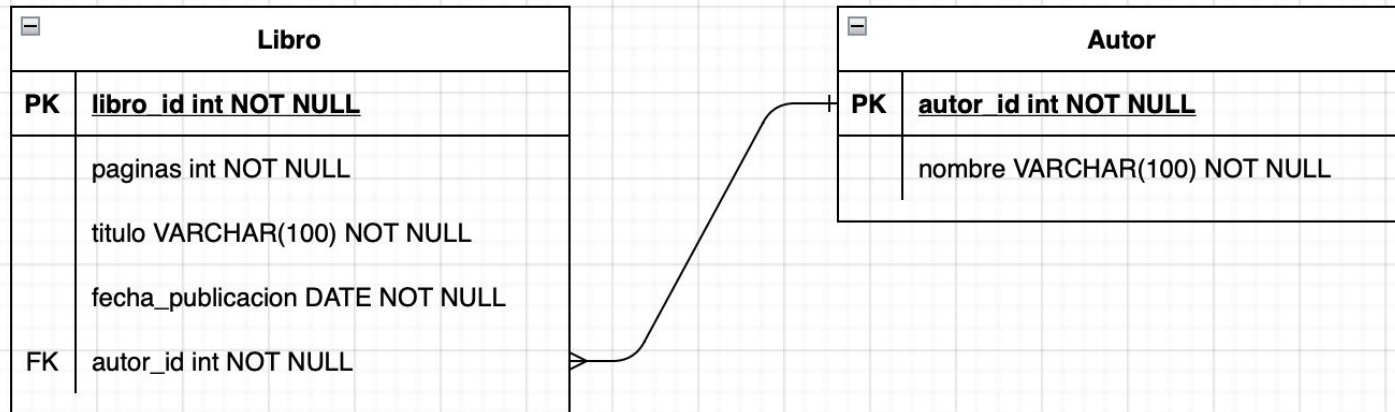 Libro
PK libro_id int NOT NULL
paginas int NOT NULL
titulo VARCHAR(100) NOT NULL
fecha_publicacion DATE NOT NULL
FK autor_id int NOT NULL
Autor
PK autor_id int NOT NULL
nombre VARCHAR(100) NOT NULL